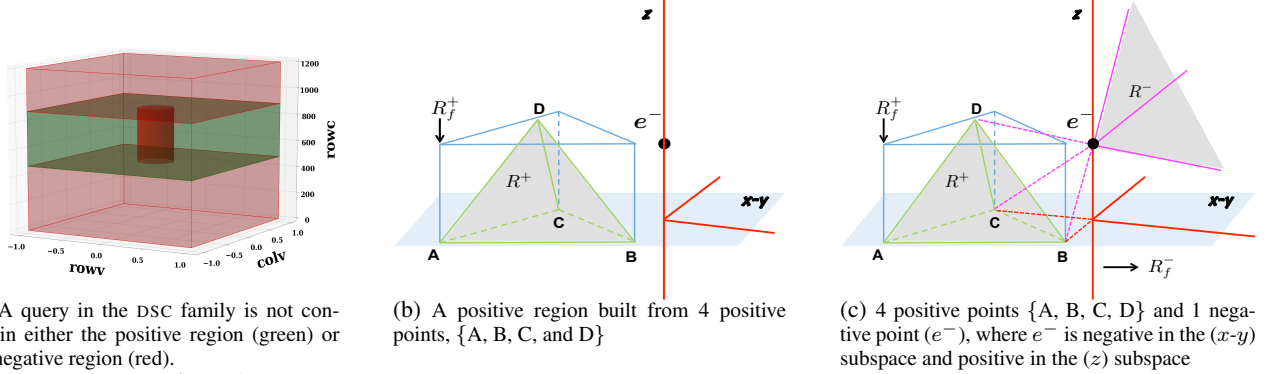 1200
1000
800
600
400
200
0
rowc
−1.0
−0.5
0.0
0.5
1.0
rowv
−1.0
−0.5
0.0
0.5
1.0
colv
A query in the DSC family is not con-
in either the positive region (green) or
negative region (red).
z
R_f^+
D
e^−
R^+
x-y
C
A
B
(b) A positive region built from 4 positive
points, {A, B, C, and D}
z
R^−
R_f^+
D
e^−
R^+
x-y
C
A
B
R_f^−
(c) 4 positive points {A, B, C, D} and 1 nega-
tive point (e^−), where e^− is negative in the (x-y)
subspace and positive in the (z) subspace